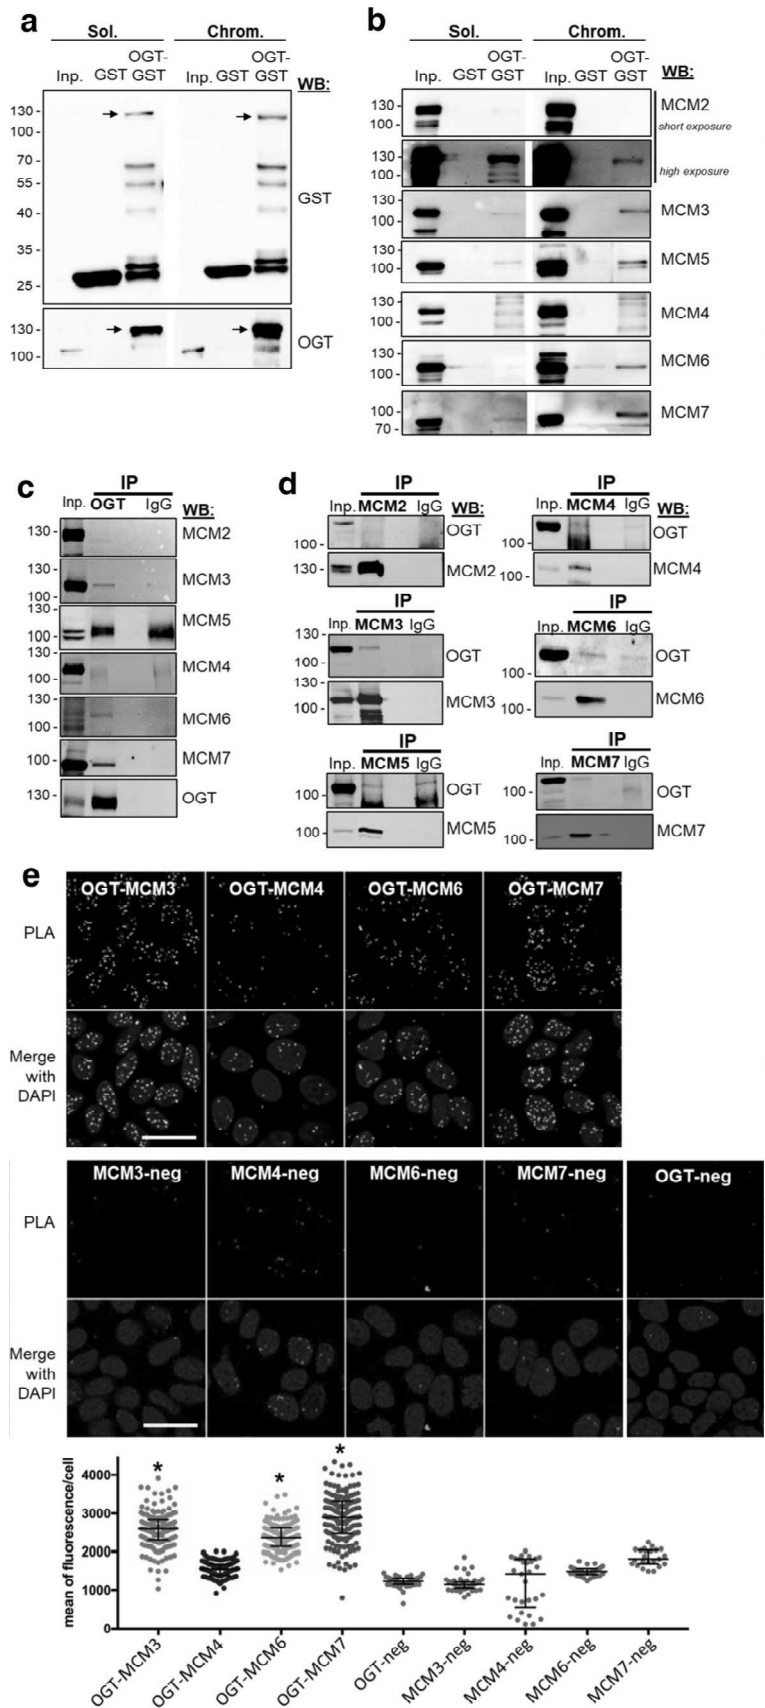 a
Sol. Chrom.
OGT- OGT-
Inp. GST GST Inp. GST GST WB:
130 -
100 -
70 -
55 -
40 -
35 -
25 -
GST
130 -
100 -
OGT
b
Sol. Chrom.
OGT- OGT-
Inp. GST GST Inp. GST GST WB:
130 -
100 -
MCM2
short exposure
130 -
100 -
high exposure
130 -
100 -
MCM3
130 -
100 -
MCM5
100 -
MCM4
100 -
MCM6
100 -
70 -
MCM7
c
IP
Inp. OGT IgG WB:
130 -
MCM2
130 -
100 -
MCM3
130
100 -
MCM5
130 -
100 -
MCM4
130
100 -
MCM6
100 -
MCM7
130 -
OGT
d
IP
Inp. MCM2 IgG WB:
100 -
OGT
130 -
MCM2
IP
Inp. MCM3 IgG
130 -
100 -
OGT
130 -
100 -
MCM3
IP
Inp. MCM5 IgG
100 -
OGT
100 -
MCM5
IP
Inp. MCM4 IgG WB:
100 -
OGT
100 -
MCM4
IP
Inp. MCM6 IgG
100 -
OGT
100 -
MCM6
IP
Inp. MCM7 IgG
100 -
OGT
100 -
MCM7
e
OGT-MCM3 OGT-MCM4 OGT-MCM6 OGT-MCM7
PLA
Merge
with
DAPI
MCM3-neg MCM4-neg MCM6-neg MCM7-neg OGT-neg
PLA
Merge
with
DAPI
mean of fluorescence/cell
4000
3000
2000
1000
0
* * *
OGT-MCM3 OGT-MCM4 OGT-MCM6 OGT-MCM7 OGT-neg MCM3-neg MCM4-neg MCM6-neg MCM7-neg